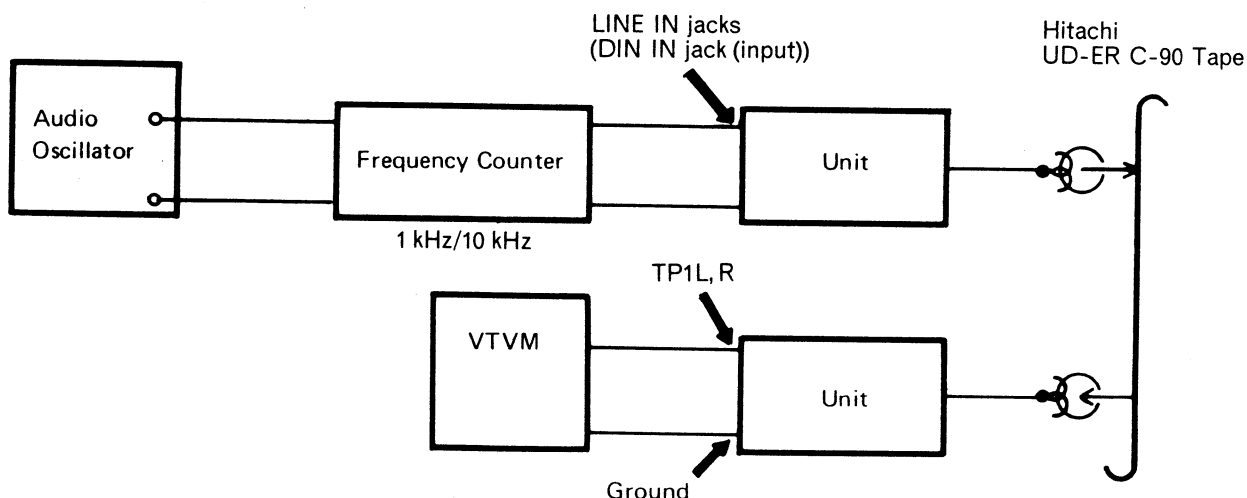 LINE IN jacks
(DIN IN jack (input))
Hitachi
UD-ER C-90 Tape
Audio
Oscillator
Frequency Counter
Unit
1 kHz/10 kHz
TP1L, R
VTVM
Unit
Ground